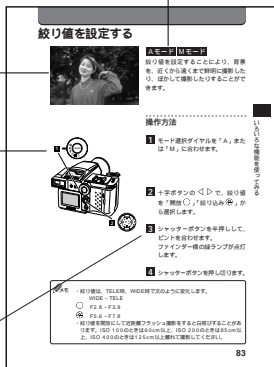 絞り値を設定する
Aモード Mモード
絞り値を設定することにより、背景
を、近くから遠くまで鮮明に撮影した
り、ぼかして撮影したりすることがで
きます。
操作方法
1 モード選択ダイヤルを「A」また
は「M」に合わせます。
2 十字ボタンの ◁ ▷ で、絞り値
を「開放○」「絞り込み」か
ら選択します。
3 シャッターボタンを半押しして、
ピントを合わせます。
ファインダー横の緑ランプが点灯
します。
4 シャッターボタンを押し切ります。
1
2
3
いろいろな機能を使ってみる
メモ
・絞り値は、TELE時、WIDE時で次のように変化します。
WIDE – TELE
F2.8 – F3.9
F5.6 – F7.8
・絞り値を開放にして近距離フラッシュ撮影をすると白飛びすることがあ
ります。ISO 100のときは60cm以上、ISO 200のときは85cm以
上、ISO 400のときは125cm以上離れて撮影してください。
83